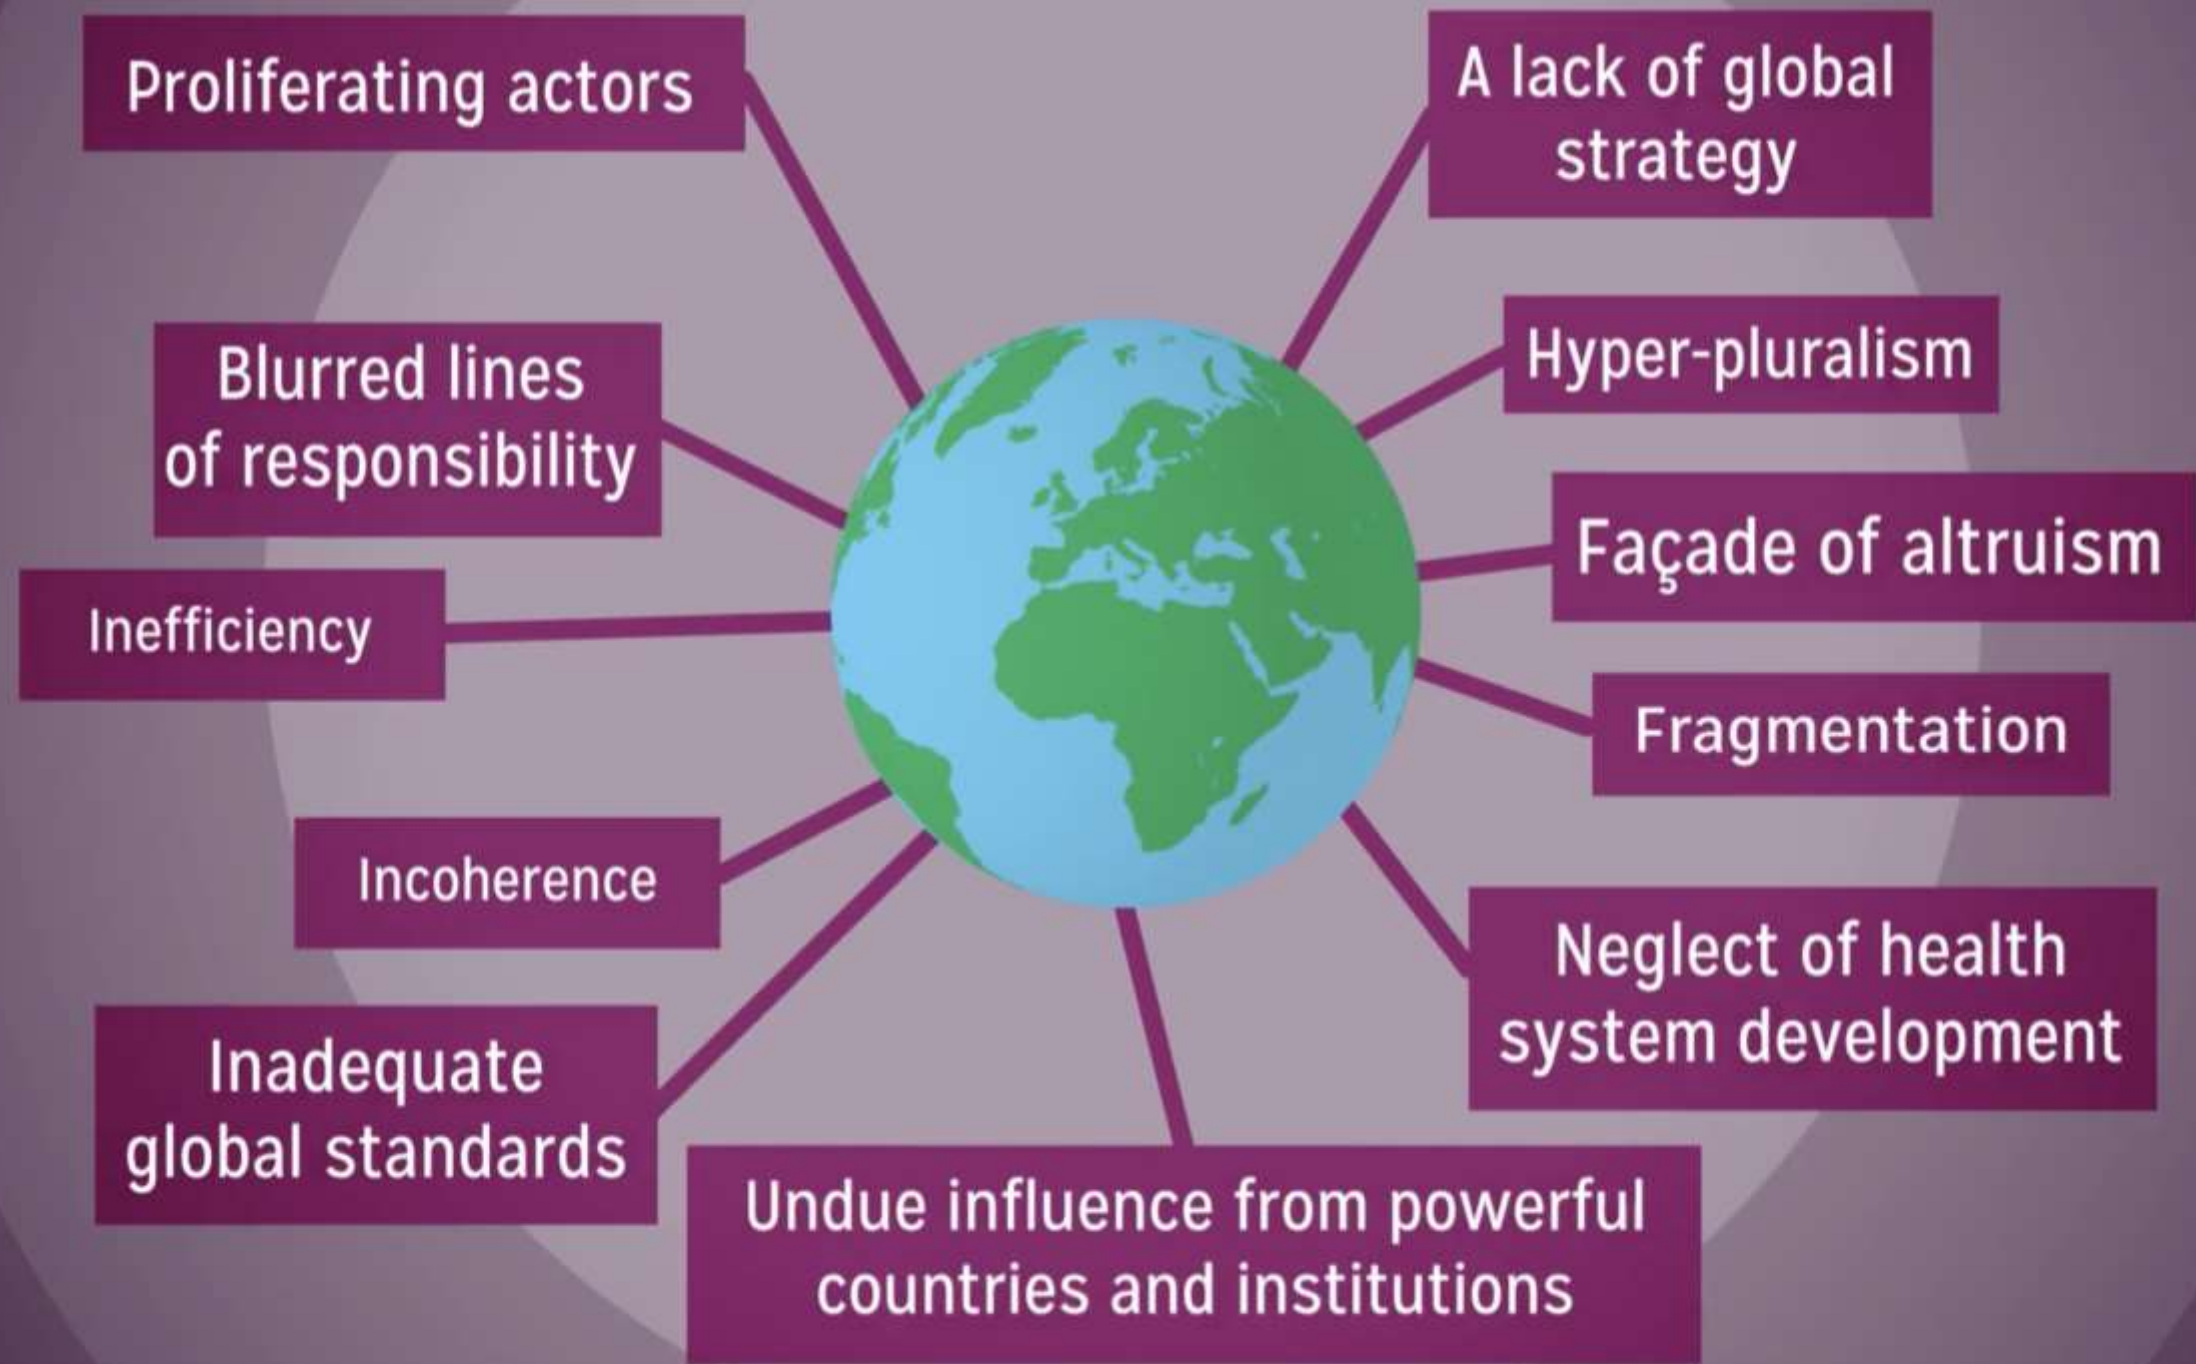 Proliferating actors
A lack of global
strategy
Blurred lines
of responsibility
Hyper-pluralism
Façade of altruism
Inefficiency
Fragmentation
Incoherence
Neglect of health
system development
Inadequate
global standards
Undue influence from powerful
countries and institutions